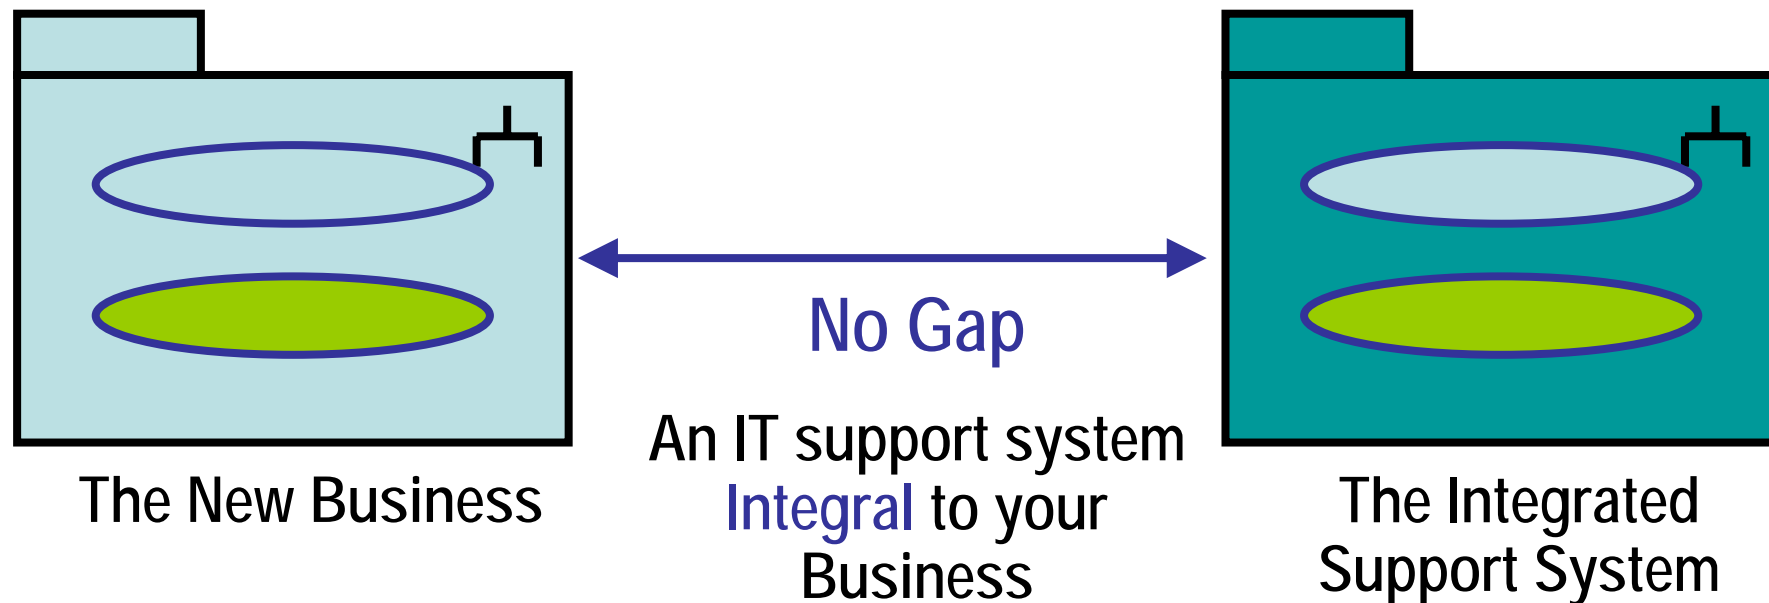 The New Business
No Gap
An IT support system
Integral to your
Business
The Integrated
Support System